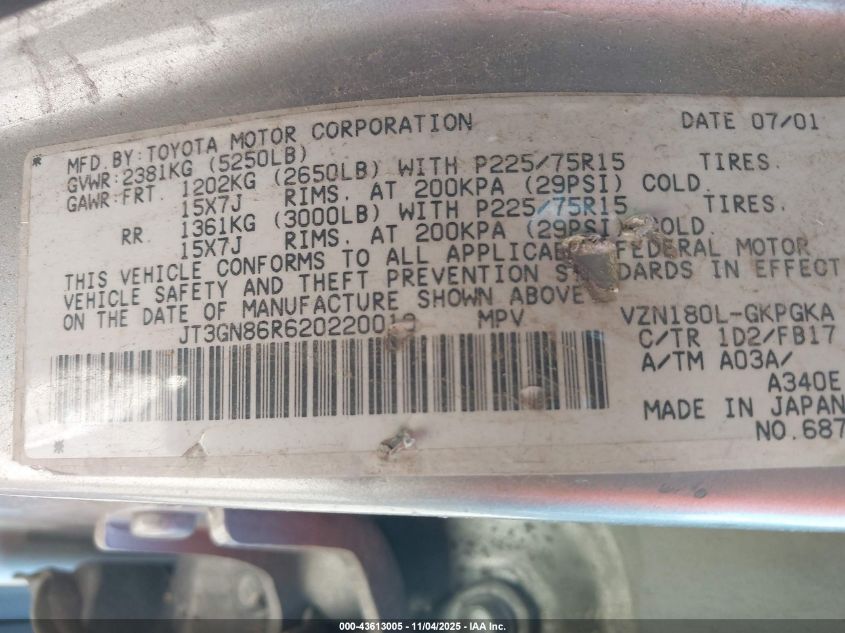 MFD. BY: TOYOTA MOTOR CORPORATION DATE 07/01
GVWR: 2381KG (5250LB)
GAWR: FRT 1202KG (2650LB) WITH P225/75R15 TIRES.
15X7J RIMS. AT 200KPA (29PSI) COLD.
RR 1361KG (3000LB) WITH P225/75R15 TIRES.
15X7J RIMS. AT 200KPA (29PSI) COLD
THIS VEHICLE CONFORMS TO ALL FEDERAL MOTOR
VEHICLE SAFETY AND THEFT PREVENTION IN EFFECT
ON THE DATE OF MANUFACTURE SHOWN ABOVE
JT3GN86R620220013 MPV VZN180L-GKPGKA
C/TR 1D2/FB17
A/TM A03A/
A340E
MADE IN JAPAN
NO. 687
000-43613005 - 11/04/2025 - IAA Inc.